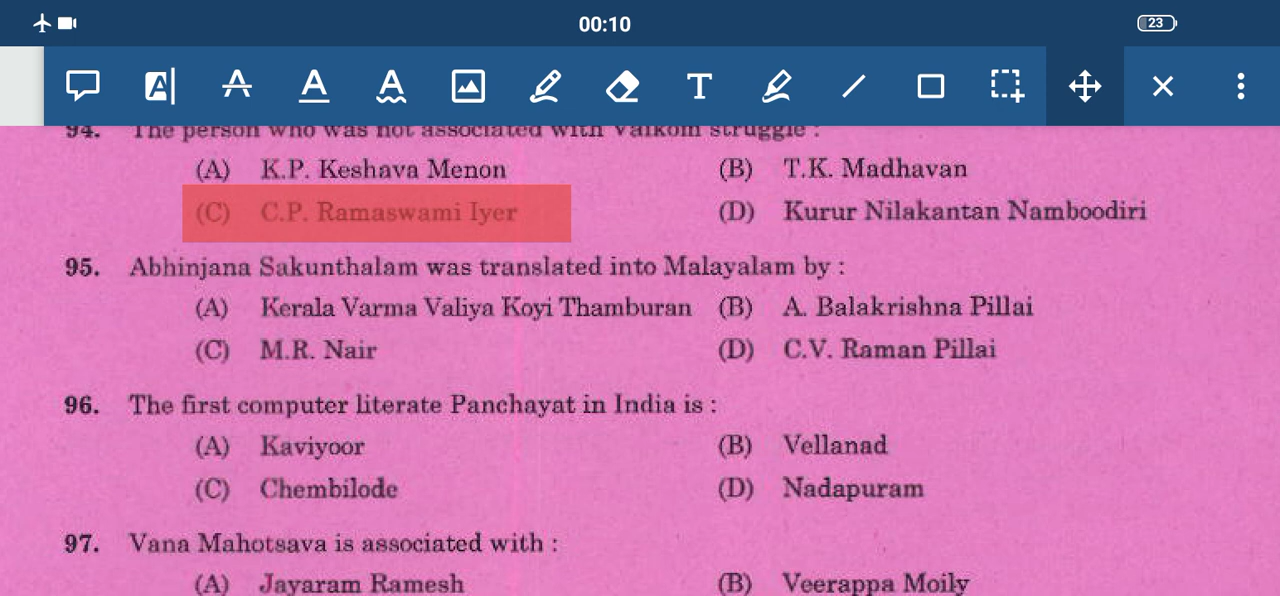 00:10
23
94. The person who was not associated with Vaikom struggle :
(A) K.P. Keshava Menon (B) T.K. Madhavan
(C) C.P. Ramaswami Iyer (D) Kurur Nilakantan Namboodiri
95. Abhinjana Sakunthalam was translated into Malayalam by :
(A) Kerala Varma Valiya Koyi Thamburan (B) A. Balakrishna Pillai
(C) M.R. Nair (D) C.V. Raman Pillai
96. The first computer literate Panchayat in India is :
(A) Kaviyoor (B) Vellanad
(C) Chembilode (D) Nadapuram
97. Vana Mahotsava is associated with :
(A) Jayaram Ramesh (B) Veerappa Moily